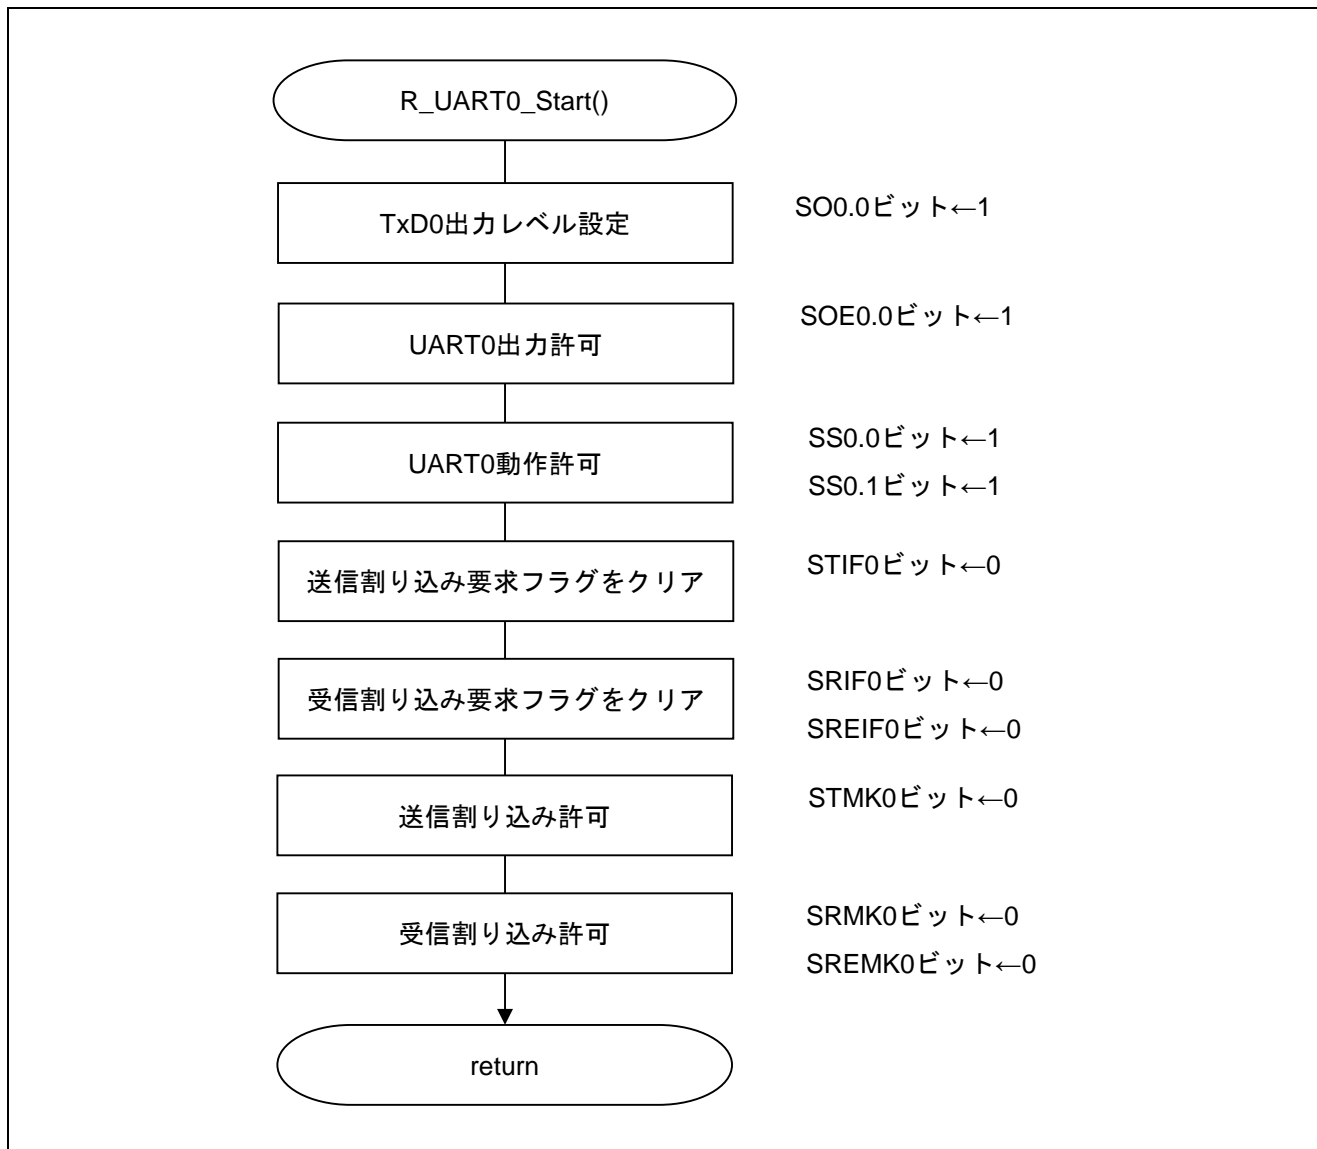 R_UART0_Start()
TxD0出力レベル設定
SO0.0ビット←1
UART0出力許可
SOE0.0ビット←1
UART0動作許可
SS0.0ビット←1
SS0.1ビット←1
送信割り込み要求フラグをクリア
STIF0ビット←0
受信割り込み要求フラグをクリア
SRIF0ビット←0
SREIF0ビット←0
送信割り込み許可
STMK0ビット←0
受信割り込み許可
SRMK0ビット←0
SREMK0ビット←0
return